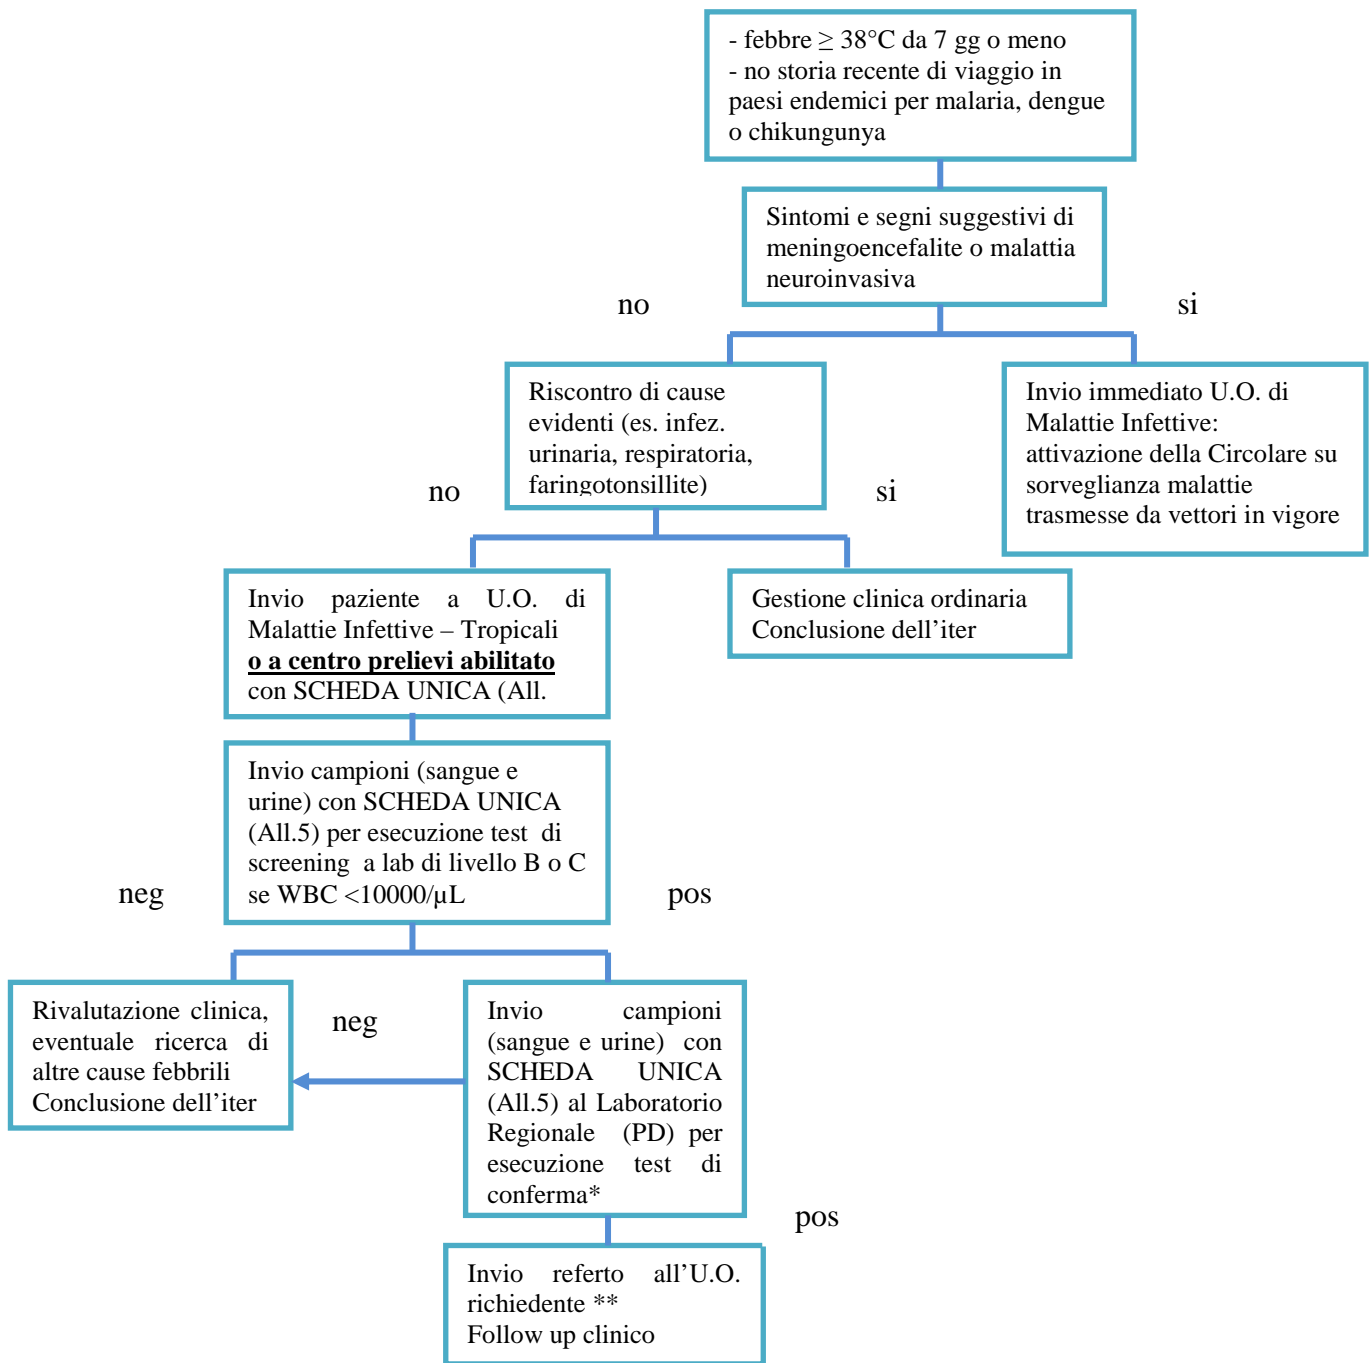 - febbre ≥ 38°C da 7 gg o meno
- no storia recente di viaggio in
paesi endemici per malaria, dengue
o chikungunya
Sintomi e segni suggestivi di
meningoencefalite o malattia
neuroinvasiva
no
si
Riscontro di cause
evidenti (es. infez.
urinaria, respiratoria,
faringotonsillite)
Invio immediato U.O. di
Malattie Infettive:
attivazione della Circolare su
sorveglianza malattie
trasmesse da vettori in vigore
no
si
Invio paziente a U.O. di
Malattie Infettive – Tropicali
o a centro prelievi abilitato
con SCHEDA UNICA (All.
Gestione clinica ordinaria
Conclusione dell’iter
Invio campioni (sangue e
urine) con SCHEDA UNICA
(All.5) per esecuzione test di
screening a lab di livello B o C
se WBC <10000/µL
neg
pos
Rivalutazione clinica,
eventuale ricerca di
altre cause febbrili
Conclusione dell’iter
neg
Invio campioni
(sangue e urine) con
SCHEDA UNICA
(All.5) al Laboratorio
Regionale (PD) per
esecuzione test di
conferma*
pos
Invio referto all’U.O.
richiedente **
Follow up clinico